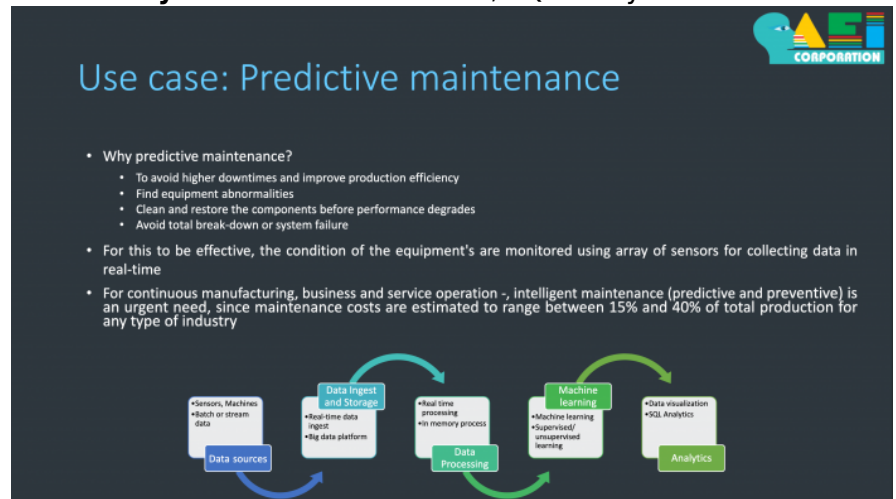 AEi
CORPORATION
Use case: Predictive maintenance
• Why predictive maintenance?
• To avoid higher downtimes and improve production efficiency
• Find equipment abnormalities
• Clean and restore the components before performance degrades
• Avoid total break-down or system failure
• For this to be effective, the condition of the equipment's are monitored using array of sensors for collecting data in
real-time
• For continuous manufacturing, business and service operation -, intelligent maintenance (predictive and preventive) is
an urgent need, since maintenance costs are estimated to range between 15% and 40% of total production for
any type of industry
•Sensors, Machines
•Batch or stream
data
Data sources
Data Ingest
and Storage
•Real-time data
ingest
•Big data platform
•Real time
processing
•In memory process
Data
Processing
Machine
learning
•Machine learning
•Supervised/
unsupervised
learning
•Data visualization
•SQL Analytics
Analytics